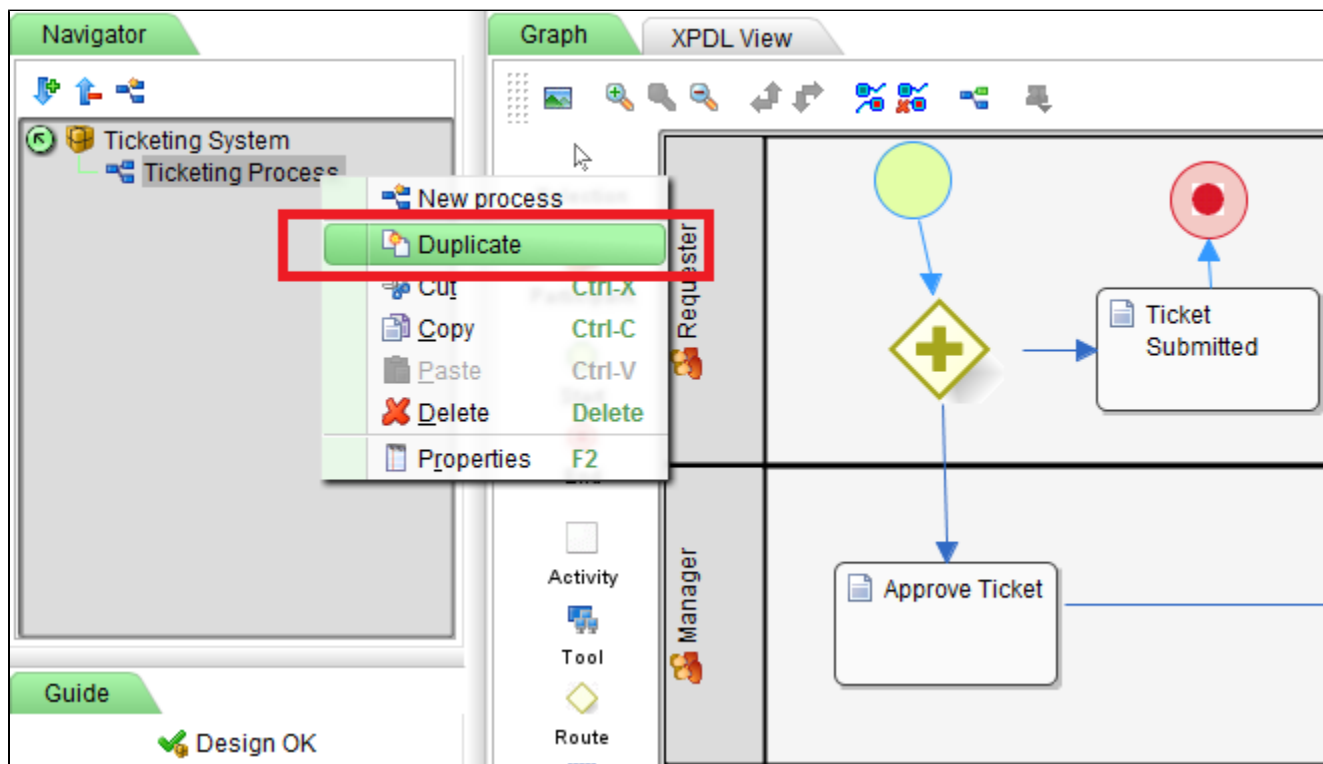 Navigator
Graph
XPDL View
Ticketing System
Ticketing Process
New process
Duplicate
Cut Ctrl-X
Copy Ctrl-C
Paste Ctrl-V
Delete Delete
Properties F2
Activity
Tool
Route
Requester
Ticket
Submitted
Manager
Approve Ticket
Guide
Design OK